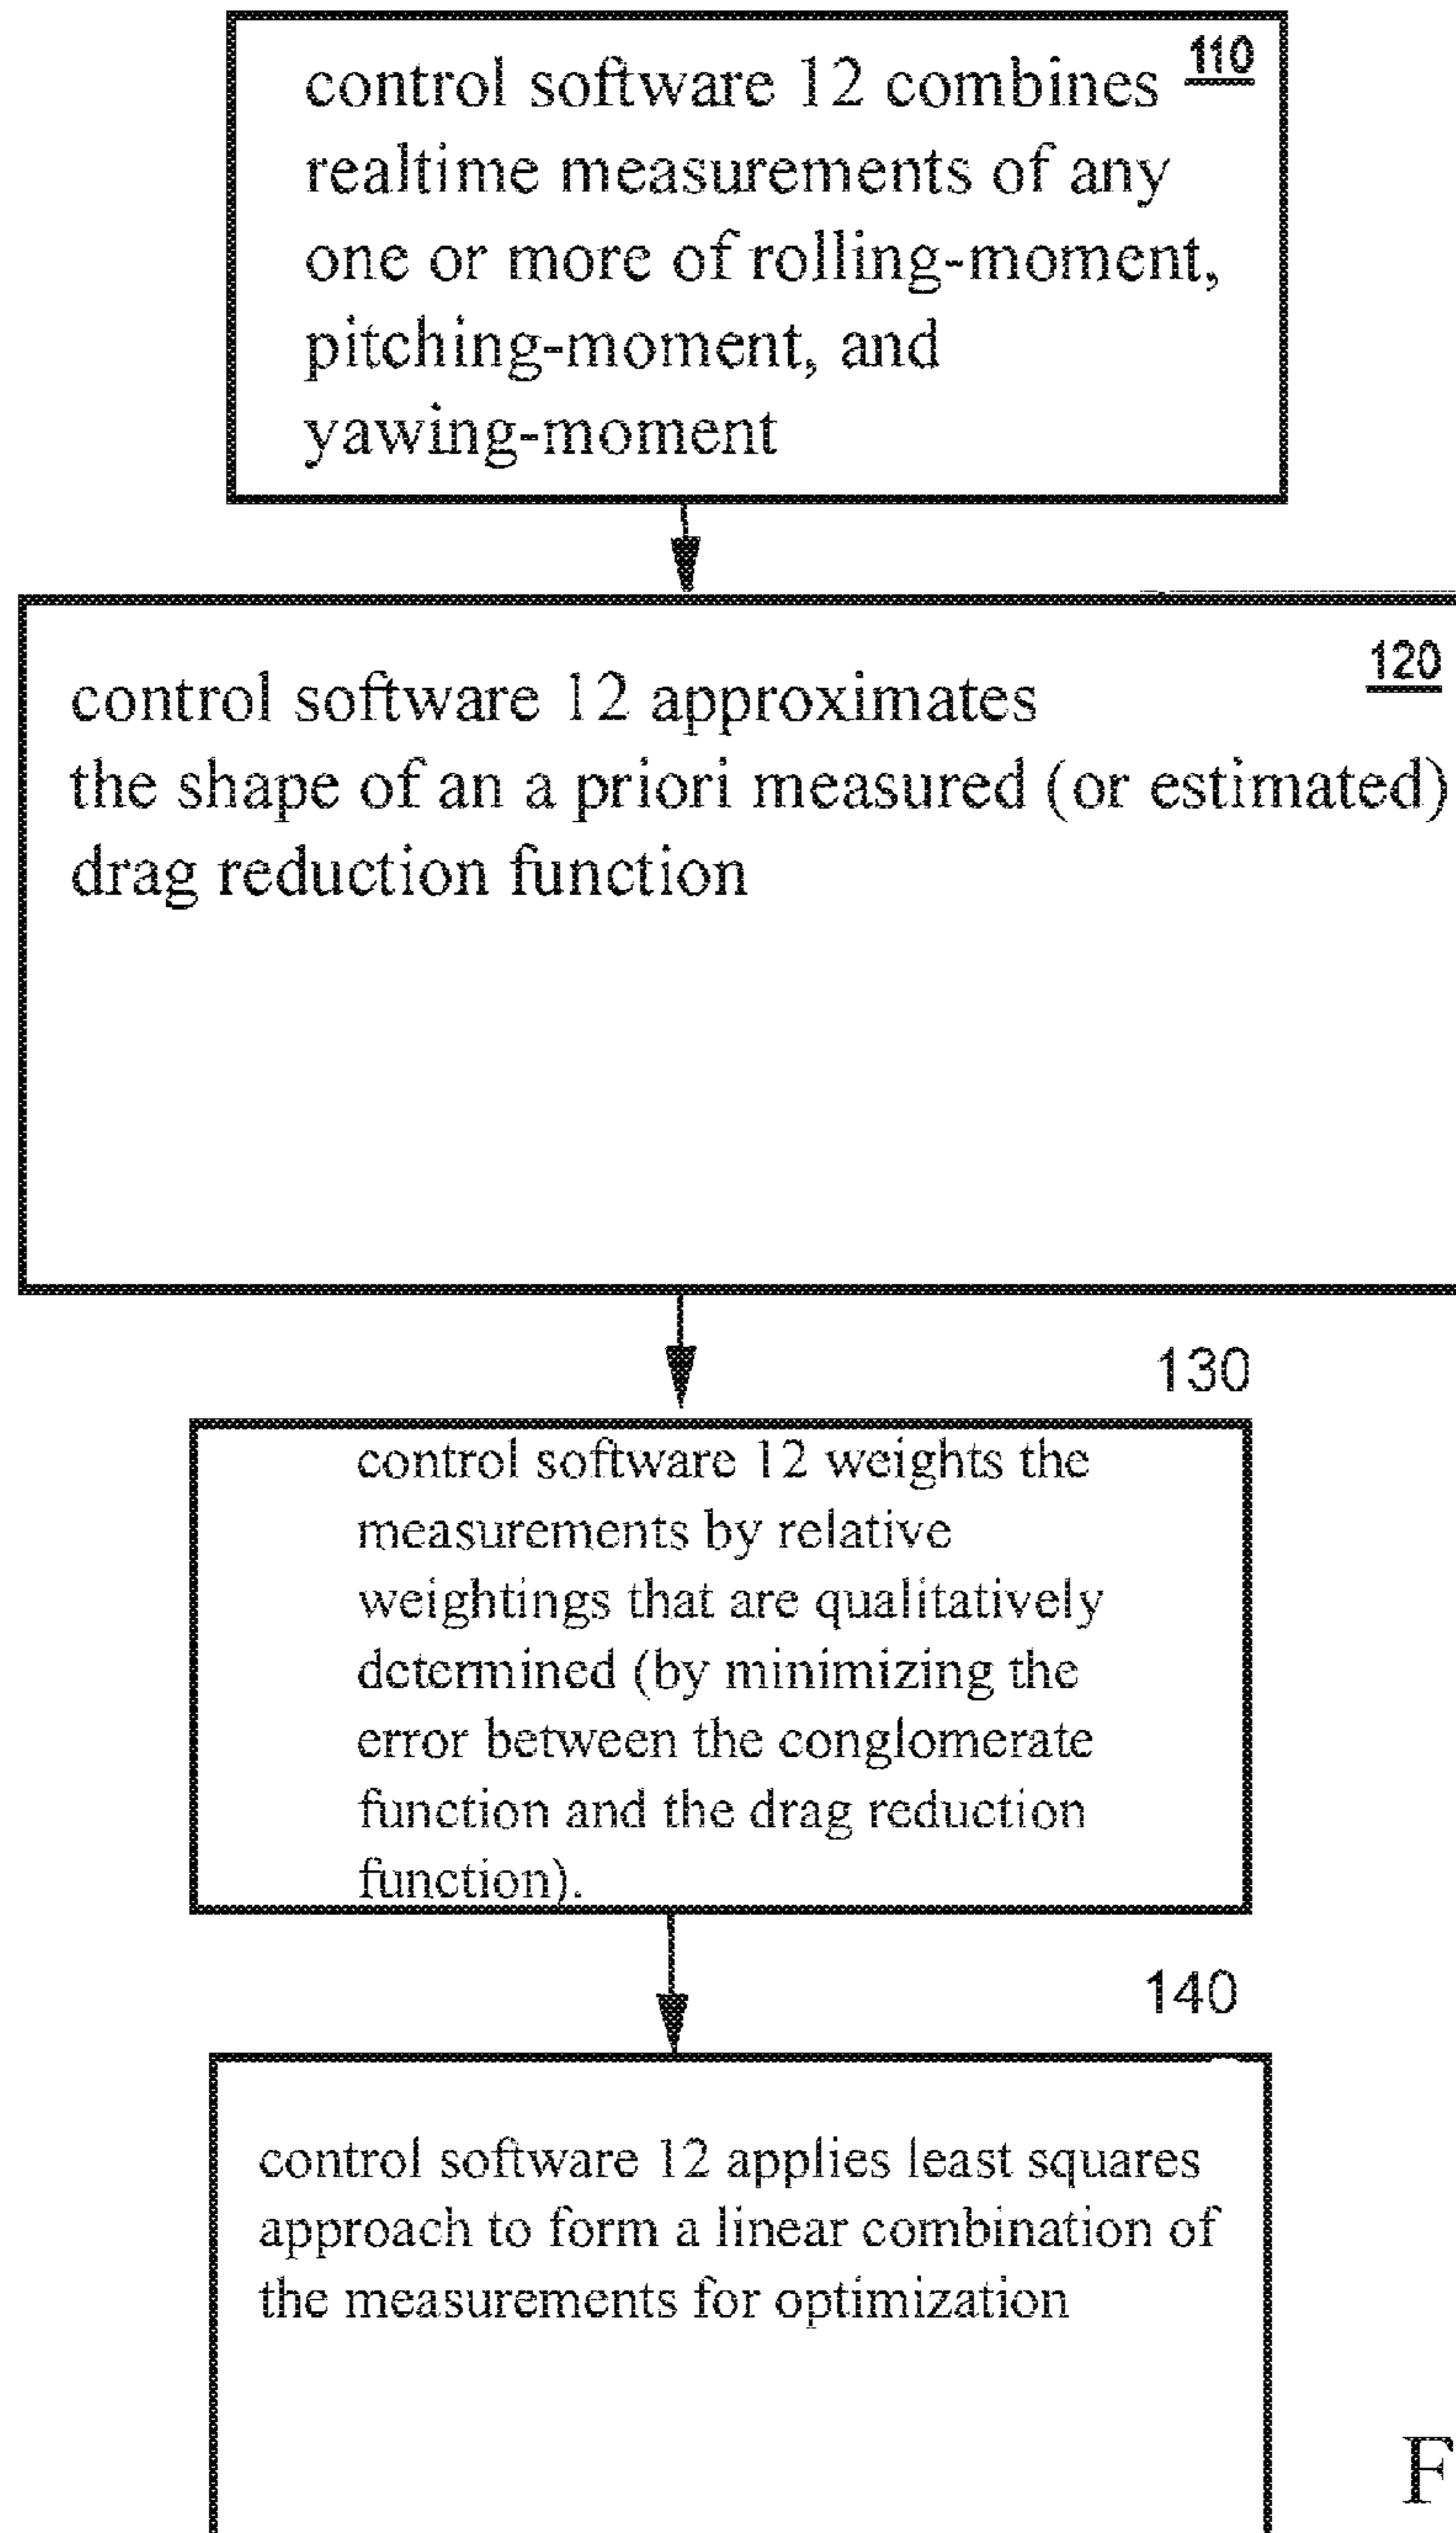 110
control software 12 combines
realtime measurements of any
one or more of rolling-moment,
pitching-moment, and
yawing-moment
120
control software 12 approximates
the shape of an a priori measured (or estimated)
drag reduction function
130
control software 12 weights the
measurements by relative
weightings that are qualitatively
determined (by minimizing the
error between the conglomerate
function and the drag reduction
function).
140
control software 12 applies least squares
approach to form a linear combination of
the measurements for optimization
F